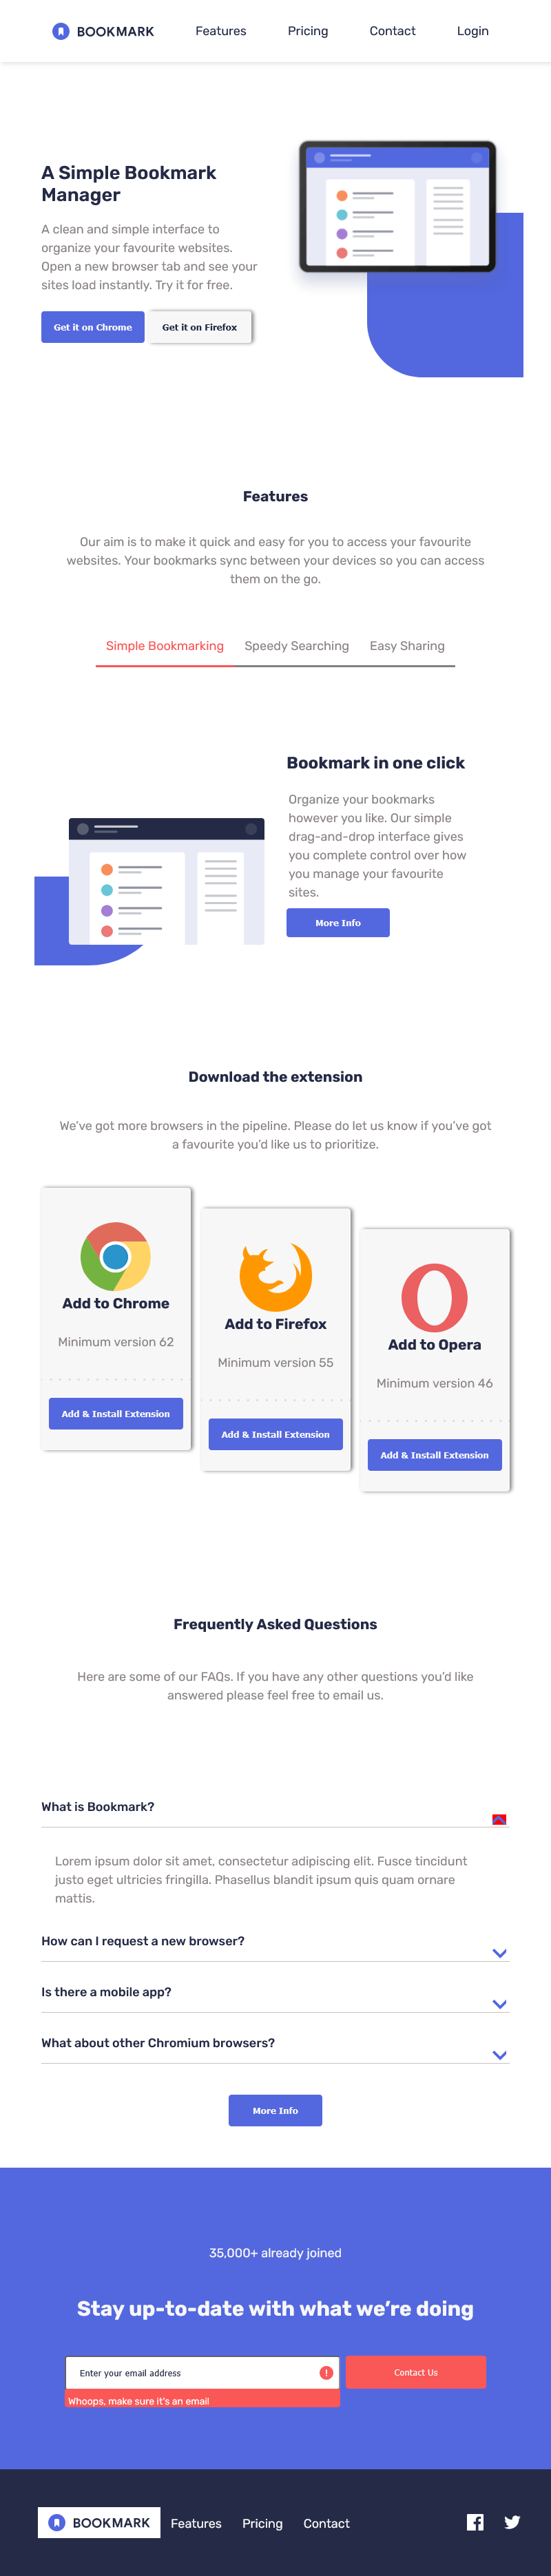 BOOKMARK Features Pricing Contact Login
A Simple Bookmark
Manager
A clean and simple interface to
organize your favourite websites.
Open a new browser tab and see your
sites load instantly. Try it for free.
Get it on Chrome Get it on Firefox
Features
Our aim is to make it quick and easy for you to access your favourite
websites. Your bookmarks sync between your devices so you can access
them on the go.
Simple Bookmarking Speedy Searching Easy Sharing
Bookmark in one click
Organize your bookmarks
however you like. Our simple
drag-and-drop interface gives
you complete control over how
you manage your favourite
sites.
More Info
Download the extension
We've got more browsers in the pipeline. Please do let us know if you've got
a favourite you'd like us to prioritize.
Add to Chrome
Minimum version 62
Add & Install Extension
Add to Firefox
Minimum version 55
Add & Install Extension
Add to Opera
Minimum version 46
Add & Install Extension
Frequently Asked Questions
Here are some of our FAQs. If you have any other questions you'd like
answered please feel free to email us.
What is Bookmark?
Lorem ipsum dolor sit amet, consectetur adipiscing elit. Fusce tincidunt
justo eget ultricies fringilla. Phasellus blandit ipsum quis quam ornare
mattis.
How can I request a new browser?
Is there a mobile app?
What about other Chromium browsers?
More Info
35,000+ already joined
Stay up-to-date with what we're doing
Enter your email address Contact Us
Whoops, make sure it's an email
BOOKMARK Features Pricing Contact